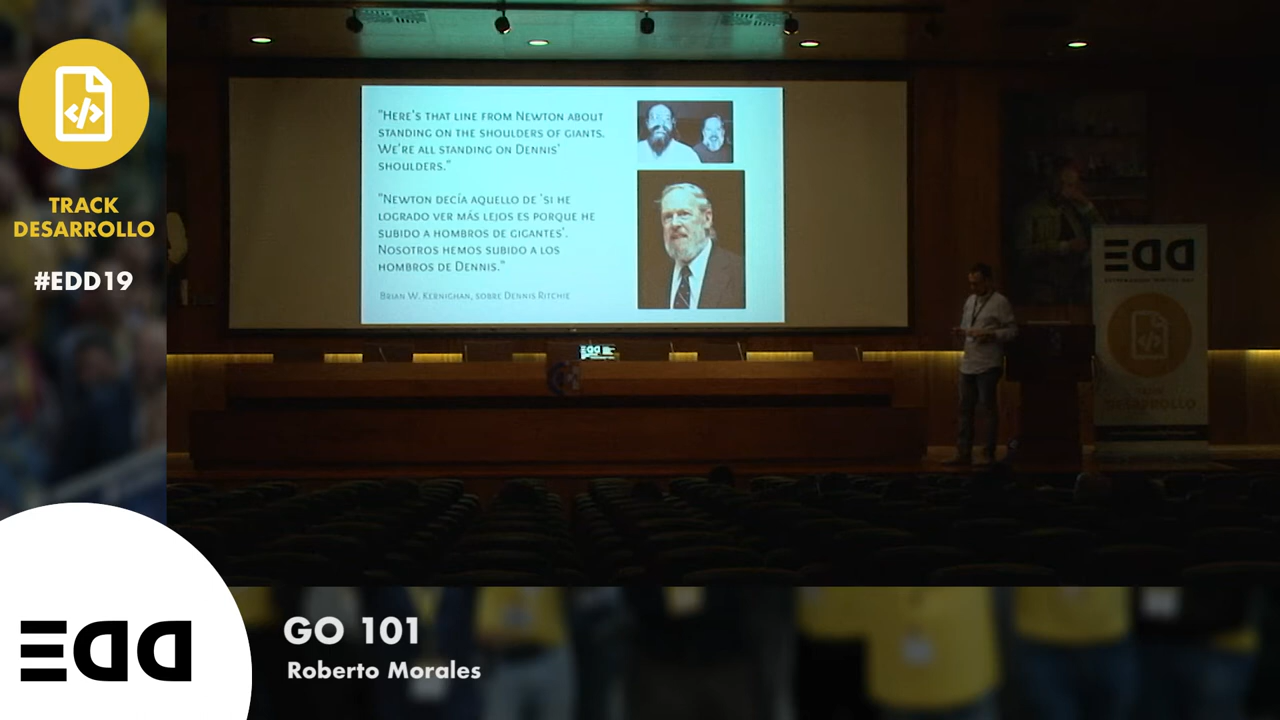 TRACK
DESARROLLO
#EDD19
"Here's that line from Newton about
standing on the shoulders of giants.
We're all standing on Dennis'
shoulders."
"Newton decía aquello de 'si he
logrado ver más lejos es porque he
subido a hombros de gigantes'.
Nosotros hemos subido a los
hombros de Dennis."
Brian W. Kernighan, sobre Dennis Ritchie
EDD
EDD
DESARROLLO
EDD
GO 101
Roberto Morales